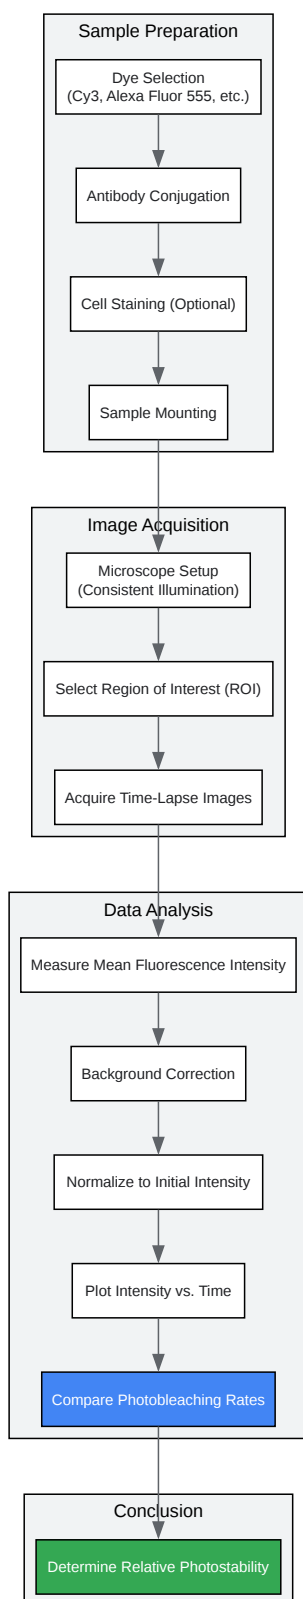 Sample Preparation
Dye Selection
(Cy3, Alexa Fluor 555, etc.)
Antibody Conjugation
Cell Staining (Optional)
Sample Mounting
Image Acquisition
Microscope Setup
(Consistent Illumination)
Select Region of Interest (ROI)
Acquire Time-Lapse Images
Data Analysis
Measure Mean Fluorescence Intensity
Background Correction
Normalize to Initial Intensity
Plot Intensity vs. Time
Compare Photobleaching Rates
Conclusion
Determine Relative Photostability